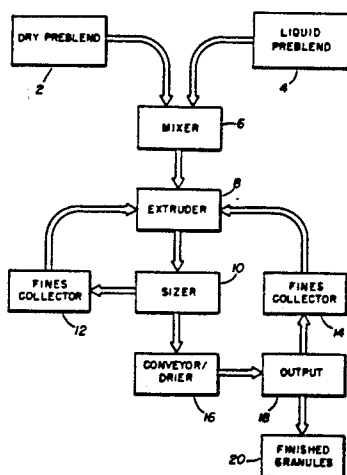 DRY PREBLEND
2
LIQUID
PREBLEND
4
MIXER
6
EXTRUDER
8
FINES
COLLECTOR
12
SIZER
10
FINES
COLLECTOR
14
CONVEYOR/
DRIER
16
OUTPUT
18
FINISHED
GRANULES
20